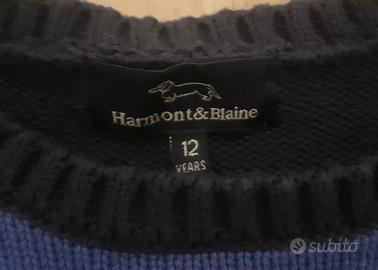 Harmont&Blaine
12
YEARS
subito